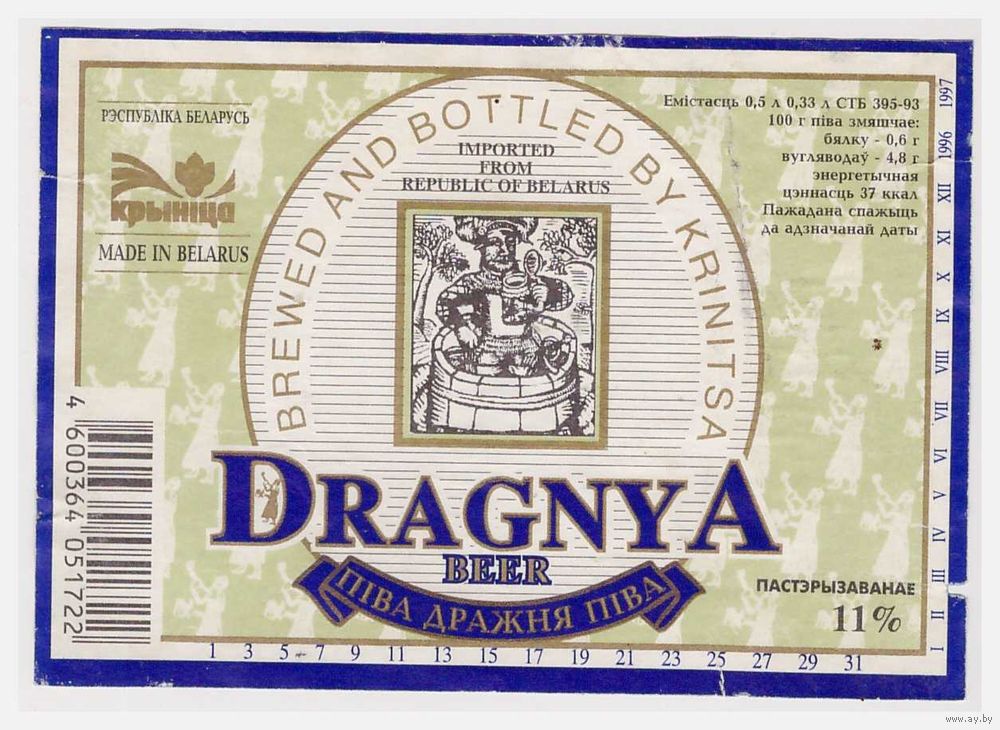 РЭСПУБЛІКА БЕЛАРУСЬ
крыніца
MADE IN BELARUS
BREWED AND BOTTLED BY KRINITSA
IMPORTED
FROM
REPUBLIC OF BELARUS
Емістасць 0,5 л 0,33 л СТБ 395-93
100 г піва змяшчае:
бялку - 0,6 г
вугляводаў - 4,8 г
энергетычная
цэннасць 37 ккал
Пажадана спажыць
да адзначанай даты
DRAGNYA
BEER
ПІВА ДРАЖНЯ ПІВА
ПАСТЭРЫЗАВАНАЕ
11%
4 600364 051722
1 3 5 7 9 11 13 15 17 19 21 23 25 27 29 31
I II III IV V VI VII VIII IX X XI XII 1996 1997
www.ay.by